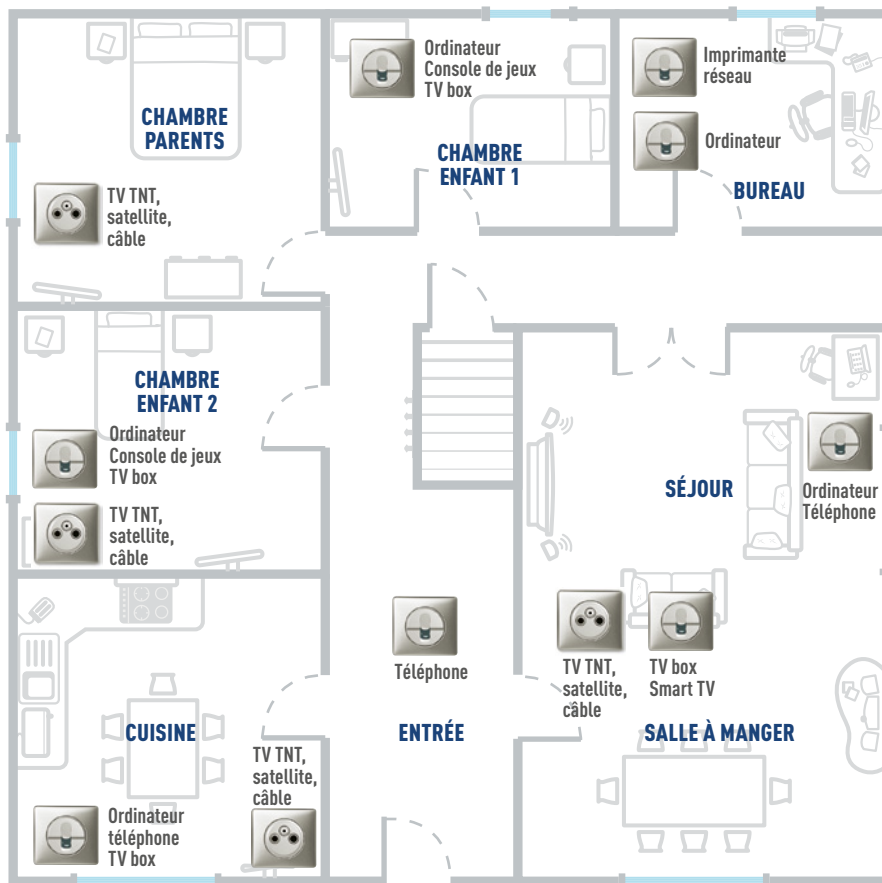 CHAMBRE
PARENTS
TV TNT,
satellite,
câble
Ordinateur
Console de jeux
TV box
CHAMBRE
ENFANT 1
Imprimante
réseau
Ordinateur
BUREAU
CHAMBRE
ENFANT 2
Ordinateur
Console de jeux
TV box
TV TNT,
satellite,
câble
SÉJOUR
Ordinateur
Téléphone
TV TNT,
satellite,
câble
TV box
Smart TV
SALLE À MANGER
Téléphone
ENTRÉE
CUISINE
TV TNT,
satellite,
câble
Ordinateur
téléphone
TV box